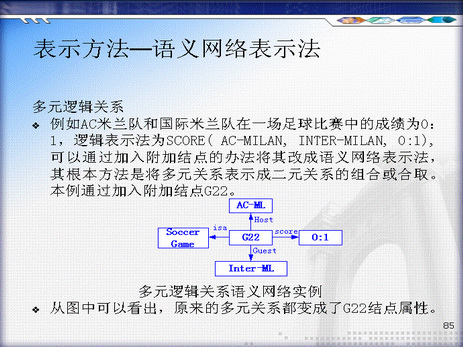 表示方法—语义网络表示法
多元逻辑关系
❖ 例如AC米兰队和国际米兰队在一场足球比赛中的成绩为0:
1，逻辑表示法为SCORE( AC-MILAN, INTER-MILAN, 0:1),
可以通过加入附加结点的办法将其改成语义网络表示法，
其根本方法是将多元关系表示成二元关系的组合或合取。
本例通过加入附加结点G22。
AC-ML
Host
isa
score
Soccer
Game
G22
0:1
Guest
Inter-ML
多元逻辑关系语义网络实例
❖ 从图中可以看出，原来的多元关系都变成了G22结点属性。
85